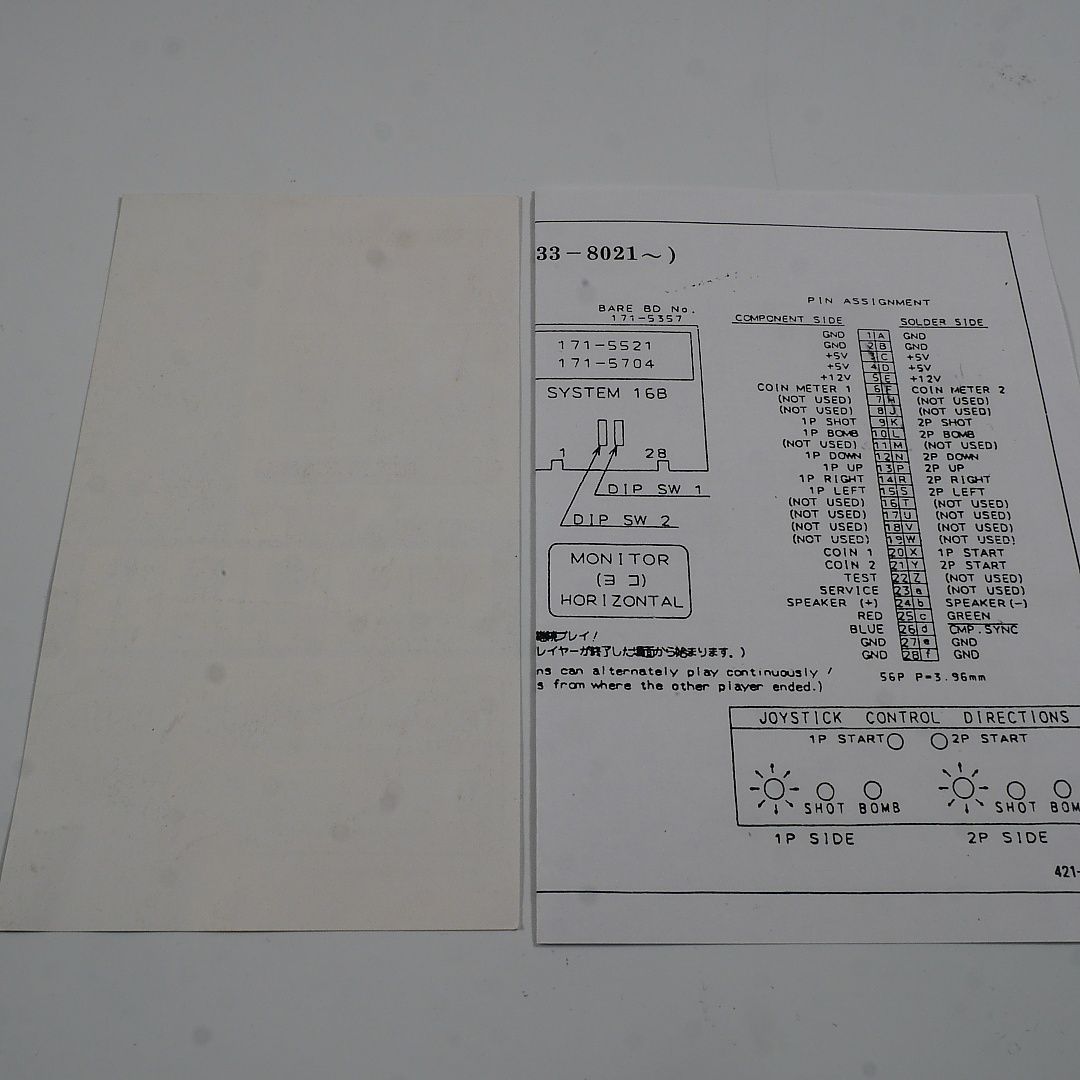 33-8021~)
BARE BD No.
171-5357
171-5521
171-5704
SYSTEM 16B
1 28
DIP SW 1
DIP SW 2
MONITOR
(ヨコ)
HORIZONTAL
継続プレイ!
レイヤーが終了した場面から始まります。)
ns can alternately play continuously!
s from where the other player ended.)
PIN ASSIGNMENT
COMPONENT SIDE SOLDER SIDE
GND 1 A GND
GND 2 B GND
+5V 3 C +5V
+5V 4 D +5V
+12V 5 E +12V
COIN METER 1 6 F COIN METER 2
(NOT USED) 7 H (NOT USED)
(NOT USED) 8 J (NOT USED)
1P SHOT 9 K 2P SHOT
1P BOMB 10 L 2P BOMB
(NOT USED) 11 M (NOT USED)
1P DOWN 12 N 2P DOWN
1P UP 13 P 2P UP
1P RIGHT 14 R 2P RIGHT
1P LEFT 15 S 2P LEFT
(NOT USED) 16 T (NOT USED)
(NOT USED) 17 U (NOT USED)
(NOT USED) 18 V (NOT USED)
(NOT USED) 19 W (NOT USED)
COIN 1 20 X 1P START
COIN 2 21 Y 2P START
TEST 22 Z (NOT USED)
SERVICE 23 a (NOT USED)
SPEAKER (+) 24 b SPEAKER(-)
RED 25 c GREEN
BLUE 26 d CMP.SYNC
GND 27 e GND
GND 28 f GND
56P P=3.96mm
JOYSTICK CONTROL DIRECTIONS
1P START 2P START
SHOT BOMB SHOT BOM
1P SIDE 2P SIDE
421-